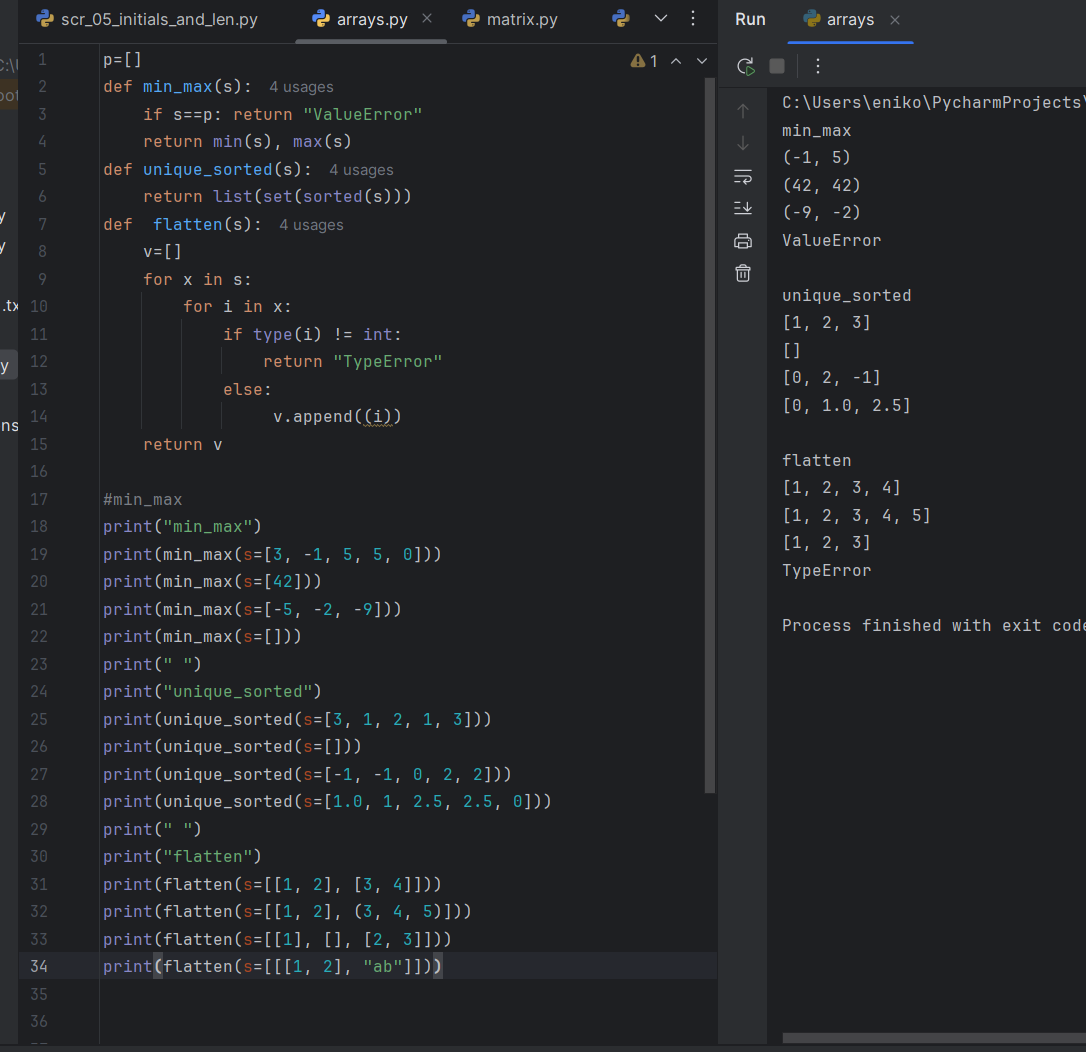 scr_05_initials_and_len.py arrays.py matrix.py
Run arrays
C:\U
oot
y
y
.tx
y
ns
1 p=[]
2 def min_max(s): 4 usages
3 if s==p: return "ValueError"
4 return min(s), max(s)
5 def unique_sorted(s): 4 usages
6 return list(set(sorted(s)))
7 def  flatten(s): 4 usages
8 v=[]
9 for x in s:
10 for i in x:
11 if type(i) != int:
12 return "TypeError"
13 else:
14 v.append((i))
15 return v
16
17 #min_max
18 print("min_max")
19 print(min_max(s=[3, -1, 5, 5, 0]))
20 print(min_max(s=[42]))
21 print(min_max(s=[-5, -2, -9]))
22 print(min_max(s=[]))
23 print(" ")
24 print("unique_sorted")
25 print(unique_sorted(s=[3, 1, 2, 1, 3]))
26 print(unique_sorted(s=[]))
27 print(unique_sorted(s=[-1, -1, 0, 2, 2]))
28 print(unique_sorted(s=[1.0, 1, 2.5, 2.5, 0]))
29 print(" ")
30 print("flatten")
31 print(flatten(s=[[1, 2], [3, 4]]))
32 print(flatten(s=[[1, 2], (3, 4, 5)]))
33 print(flatten(s=[[1], [], [2, 3]]))
34 print(flatten(s=[[[1, 2], "ab"]]))
35
36
1
C:\Users\eniko\PycharmProjects\
min_max
(-1, 5)
(42, 42)
(-9, -2)
ValueError
unique_sorted
[1, 2, 3]
[]
[0, 2, -1]
[0, 1.0, 2.5]
flatten
[1, 2, 3, 4]
[1, 2, 3, 4, 5]
[1, 2, 3]
TypeError
Process finished with exit code